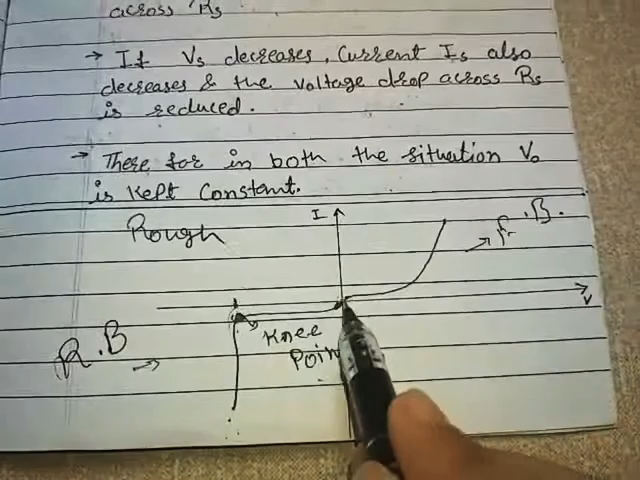 across Rs
→ If Vs decreases, Current Is also
decreases & the voltage drop across Rs
is reduced.
→ There for in both the situation Vo
is kept Constant.
Rough
I
→ F.B.
V
R.B →
Knee
Poin